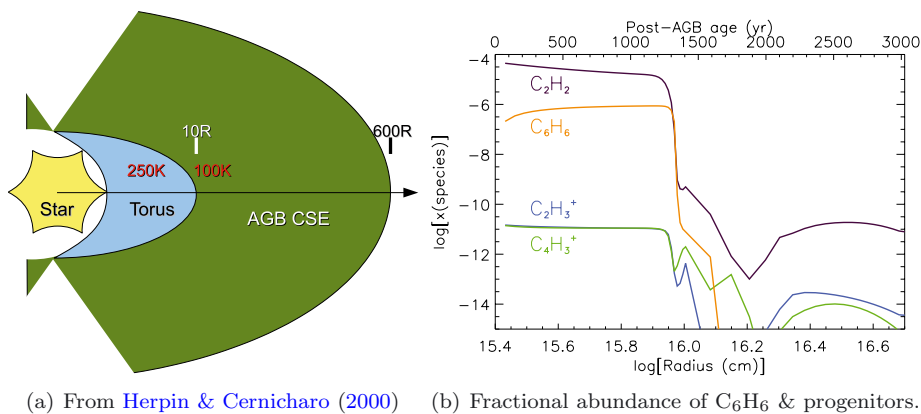 10R
600R
250K
100K
Star
Torus
AGB CSE
(a) From Herpin & Cernicharo (2000)
Post-AGB age (yr)
0 500 1000 1500 2000 2500 3000
log[x(species)]
-4
-6
-8
-10
-12
-14
C₂H₂
C₆H₆
C₂H₃⁺
C₄H₃⁺
15.4 15.6 15.8 16.0 16.2 16.4 16.6
log[Radius (cm)]
(b) Fractional abundance of C₆H₆ & progenitors.